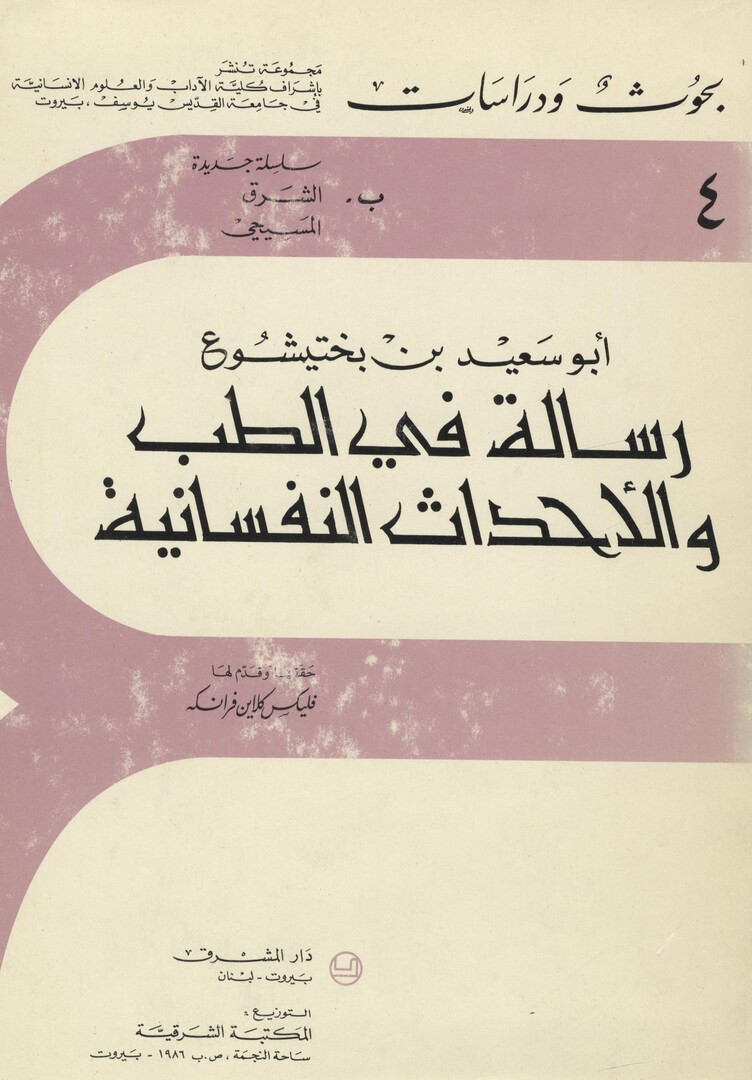 بحوث ودراسات
مجموعة تنشر
بإشراف كلية الآداب والعلوم الانسانية
في جامعة القديس يوسف، بيروت
٤
ب. سلسلة جديدة
الشرق
المسيحي
أبو سعيد بن بختيشوع
رسالة في الطب
والأحداث النفسانية
حققها وقدم لها
فليكس كلاين فرانكه
دار المشرق
بيروت - لبنان
التوزيع:
المكتبة الشرقية
ساحة النجمة، ص.ب ١٩٨٦ - بيروت